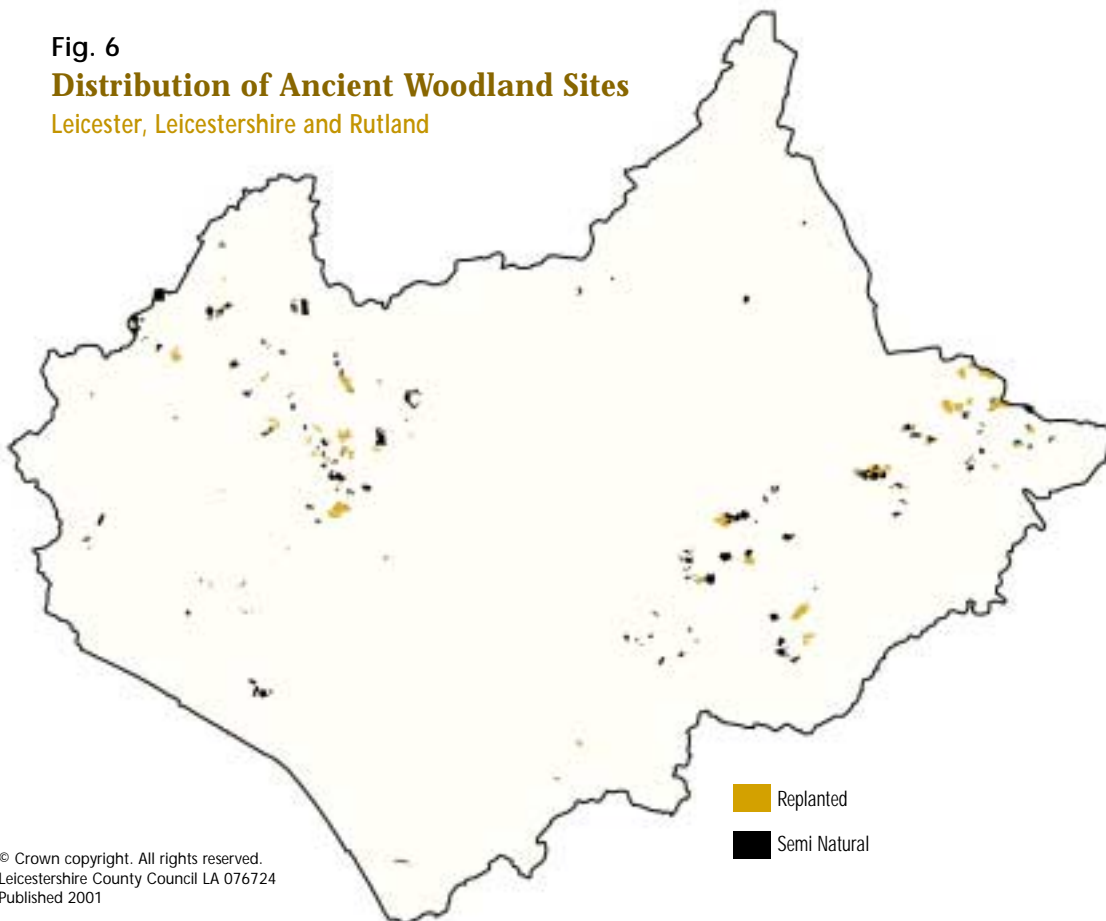 Fig. 6
Distribution of Ancient Woodland Sites
Leicester, Leicestershire and Rutland
Replanted
Semi Natural
© Crown copyright. All rights reserved.
Leicestershire County Council LA 076724
Published 2001